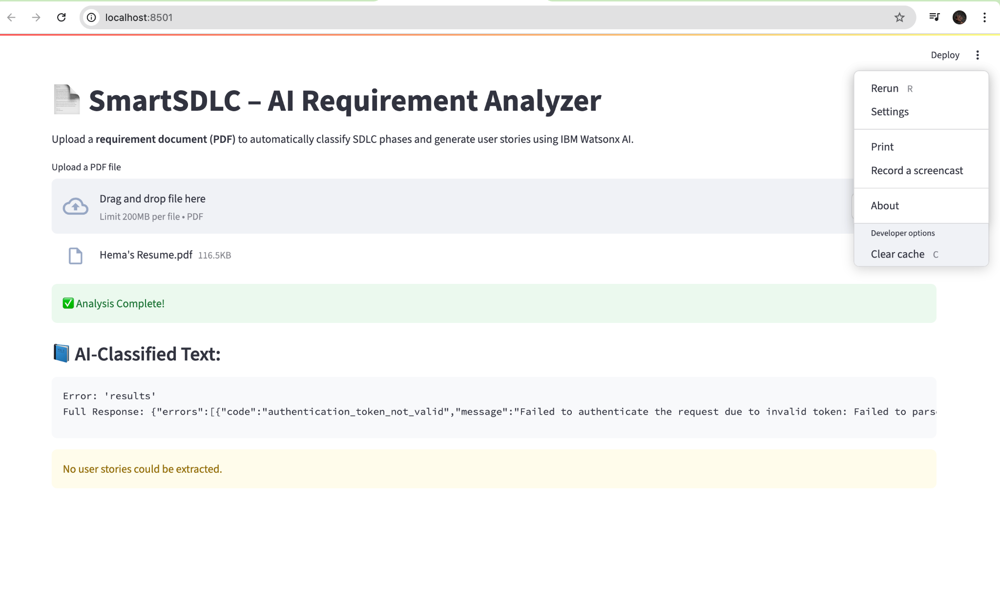 localhost:8501
Deploy
Rerun R
Settings
Print
Record a screencast
About
Developer options
Clear cache C
SmartSDLC – AI Requirement Analyzer
Upload a requirement document (PDF) to automatically classify SDLC phases and generate user stories using IBM Watsonx AI.
Upload a PDF file
Drag and drop file here
Limit 200MB per file • PDF
Hema's Resume.pdf 116.5KB
Analysis Complete!
AI-Classified Text:
Error: 'results'
Full Response: {"errors":[{"code":"authentication_token_not_valid","message":"Failed to authenticate the request due to invalid token: Failed to
No user stories could be extracted.